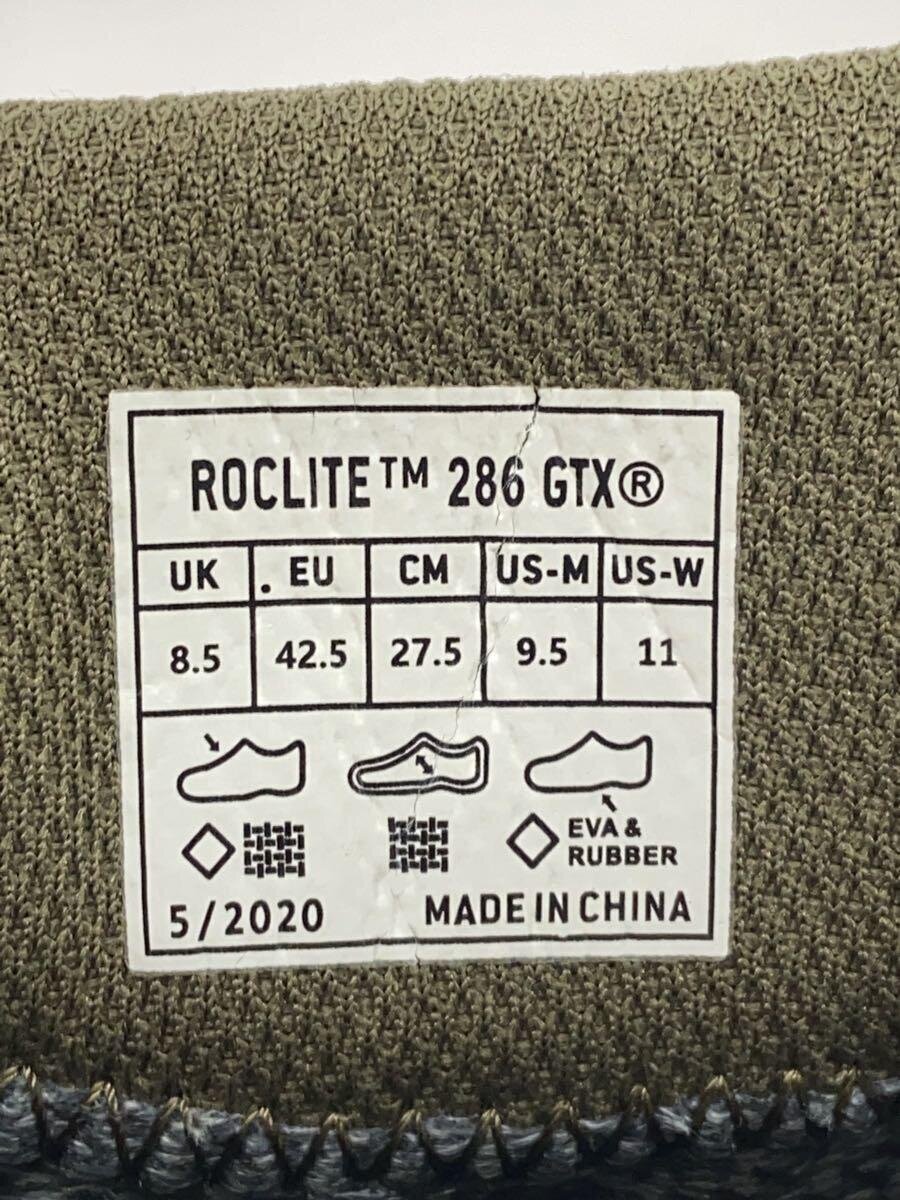 ROCLITE™ 286 GTX®
UK . EU CM US-M US-W
8.5 42.5 27.5 9.5 11
EVA &
RUBBER
5/2020 MADE IN CHINA